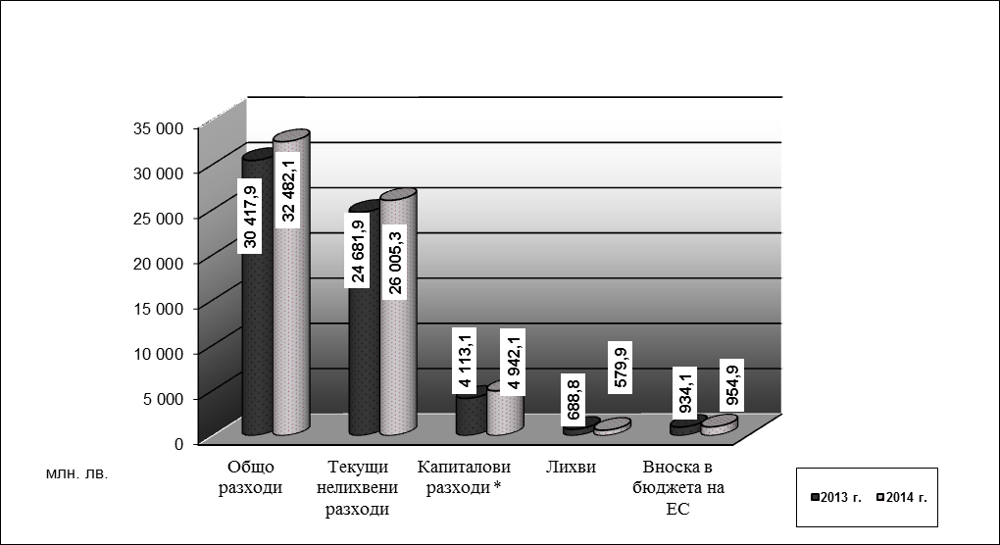 35 000
30 000
25 000
20 000
15 000
10 000
5 000
0
30 417,9
32 482,1
24 681,9
26 005,3
4 113,1
4 942,1
688,8
579,9
934,1
954,9
Общо
разходи
Текущи
нелихвени
разходи
Капиталови
разходи *
Лихви
Вноска в
бюджета на
ЕС
млн. лв.
2013 г.
2014 г.